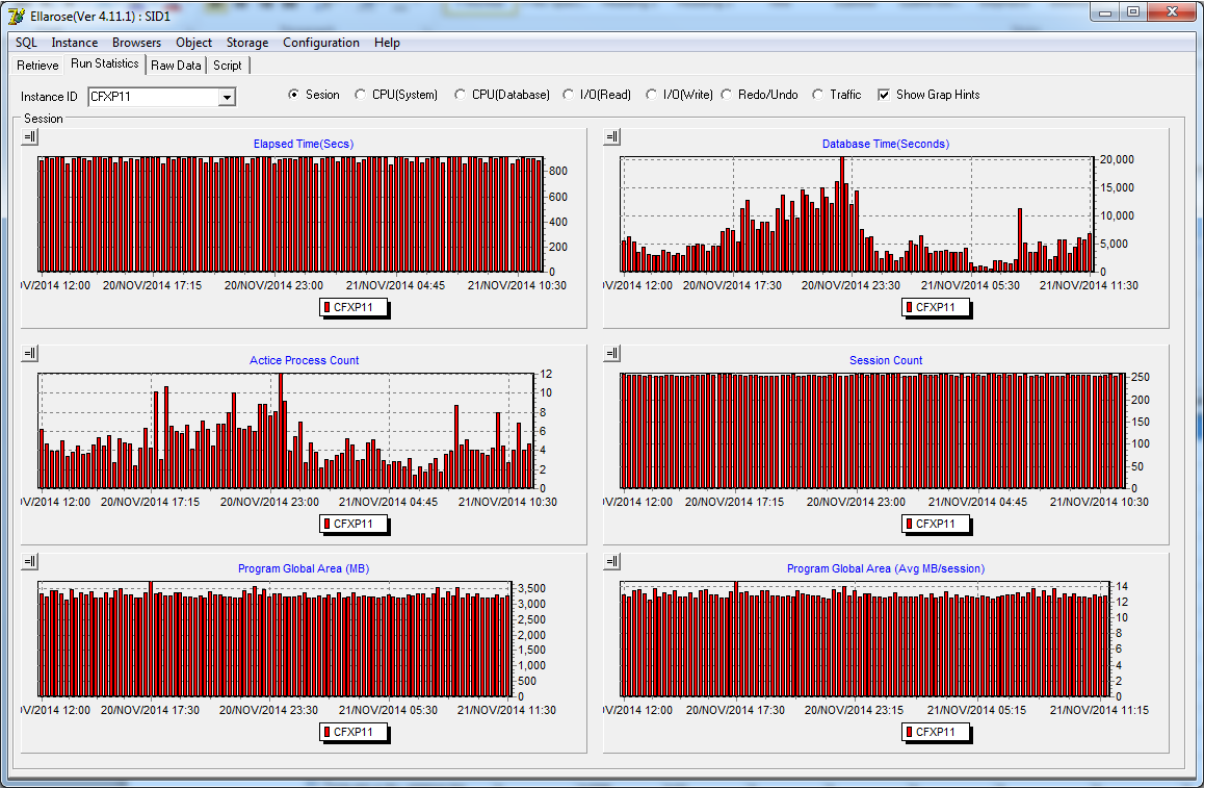 Ellarose(Ver 4.11.1) : SID1
SQL Instance Browsers Object Storage Configuration Help
Retrieve Run Statistics Raw Data Script
Instance ID CFXP11 Sesion CPU(System) CPU(Database) I/O(Read) I/O(Write) Redo/Undo Traffic Show Grap Hints
Session
Elapsed Time(Secs)
800
600
400
200
0
V/2014 12:00 20/NOV/2014 17:15 20/NOV/2014 23:00 21/NOV/2014 04:45 21/NOV/2014 10:30
CFXP11
Database Time(Seconds)
20,000
15,000
10,000
5,000
0
V/2014 12:00 20/NOV/2014 17:30 20/NOV/2014 23:30 21/NOV/2014 05:30 21/NOV/2014 11:30
CFXP11
Actice Process Count
12
10
8
6
4
2
0
V/2014 12:00 20/NOV/2014 17:15 20/NOV/2014 23:00 21/NOV/2014 04:45 21/NOV/2014 10:30
CFXP11
Session Count
250
200
150
100
50
0
V/2014 12:00 20/NOV/2014 17:15 20/NOV/2014 23:00 21/NOV/2014 04:45 21/NOV/2014 10:30
CFXP11
Program Global Area (MB)
3,500
3,000
2,500
2,000
1,500
1,000
500
0
V/2014 12:00 20/NOV/2014 17:30 20/NOV/2014 23:30 21/NOV/2014 05:30 21/NOV/2014 11:30
CFXP11
Program Global Area (Avg MB/session)
14
12
10
8
6
4
2
0
V/2014 12:00 20/NOV/2014 17:30 20/NOV/2014 23:15 21/NOV/2014 05:15 21/NOV/2014 11:15
CFXP11